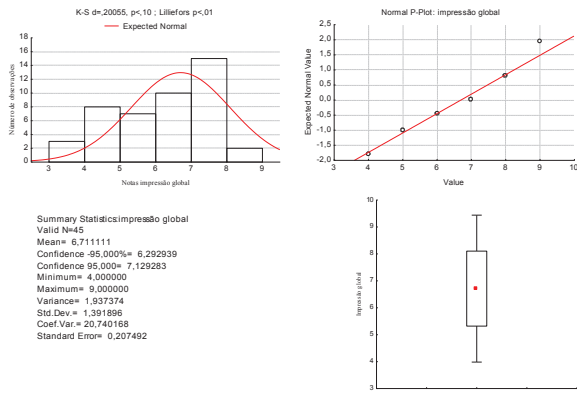 K-S d=,20055, p<,10 ; Lilliefors p<,01
Expected Normal
Número de observações
18
16
14
12
10
8
6
4
2
0
3 4 5 6 7 8 9
Notas impressão global
Normal P-Plot: impressão global
Expected Normal Value
2,5
2,0
1,5
1,0
0,5
0,0
-0,5
-1,0
-1,5
-2,0
3 4 5 6 7 8 9 10
Value
Summary Statistics:impressão global
Valid N=45
Mean= 6,711111
Confidence -95,000%= 6,292939
Confidence 95,000= 7,129283
Minimum= 4,000000
Maximum= 9,000000
Variance= 1,937374
Std.Dev.= 1,391896
Coef.Var.= 20,740168
Standard Error= 0,207492
Impressão global
10
9
8
7
6
5
4
3